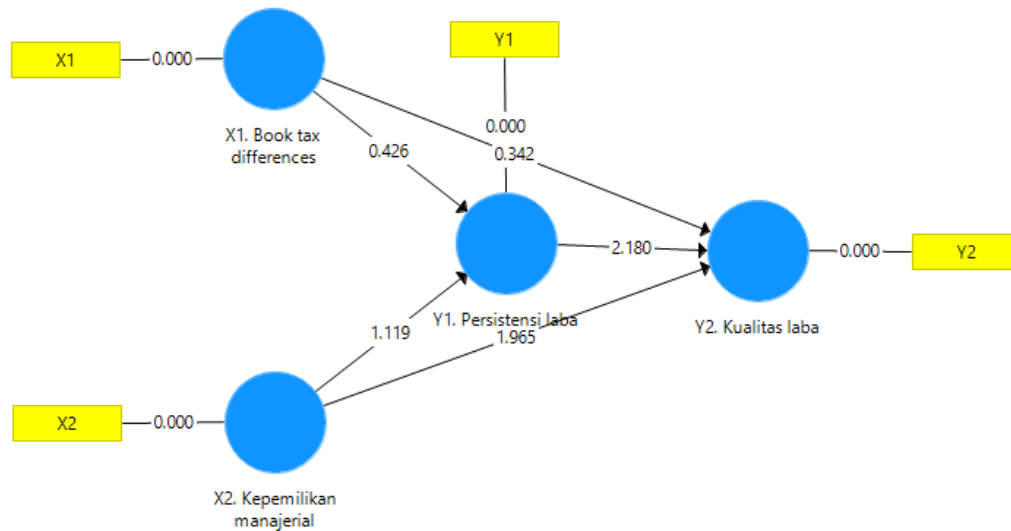 X1
0.000
Y1
X1. Book tax
differences
0.000
0.426
0.342
2.180
0.000
Y2
Y1. Persistensi laba
Y2. Kualitas laba
1.119
1.965
X2
0.000
X2. Kepemilikan
manajerial